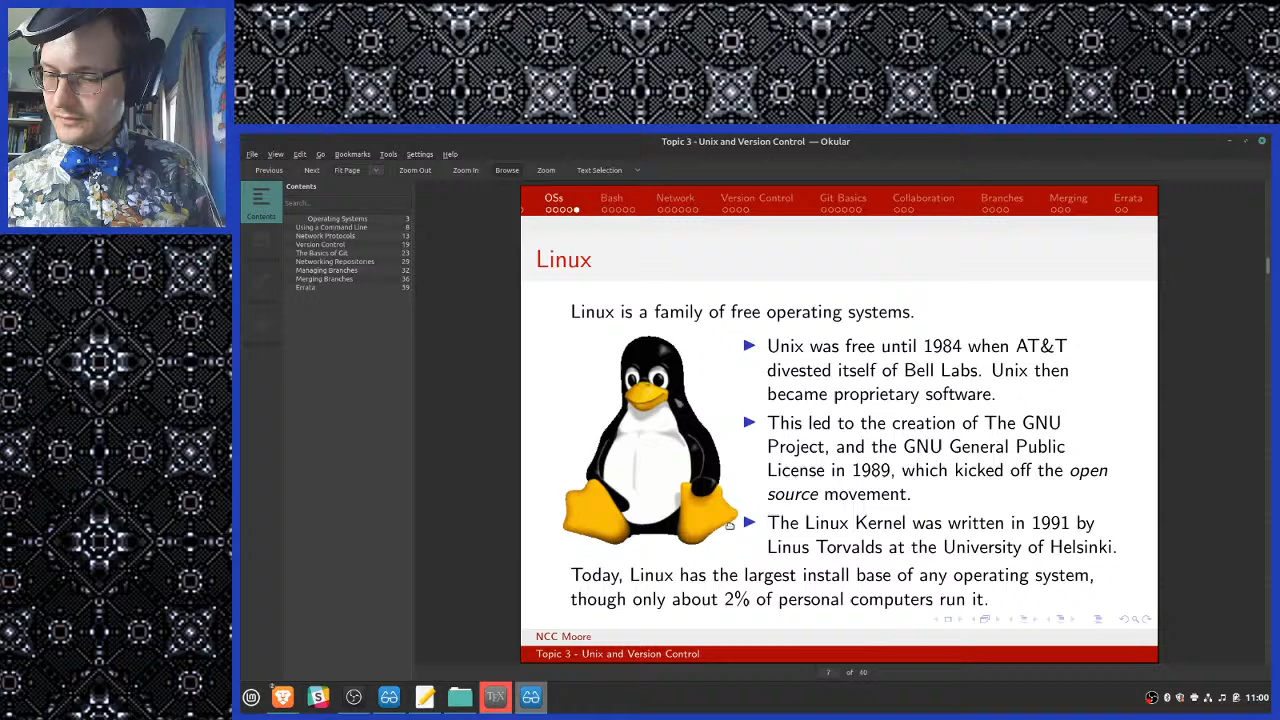 Topic 3 - Unix and Version Control — Okular
File View Edit Go Bookmarks Tools Settings Help
Previous Next Fit Page Zoom Out Zoom In Browse Zoom Text Selection
Contents
Search...
Contents
Operating Systems 3
Using a Command Line 8
Network Protocols 13
Version Control 19
The Basics of Git 23
Networking Repositories 29
Managing Branches 32
Merging Branches 36
Errata 39
OSs Bash Network Version Control Git Basics Collaboration Branches Merging Errata
Linux
Linux is a family of free operating systems.
Unix was free until 1984 when AT&T
divested itself of Bell Labs. Unix then
became proprietary software.
This led to the creation of The GNU
Project, and the GNU General Public
License in 1989, which kicked off the open
source movement.
The Linux Kernel was written in 1991 by
Linus Torvalds at the University of Helsinki.
Today, Linux has the largest install base of any operating system,
though only about 2% of personal computers run it.
NCC Moore
Topic 3 - Unix and Version Control
7 of 40
TEX
11:00